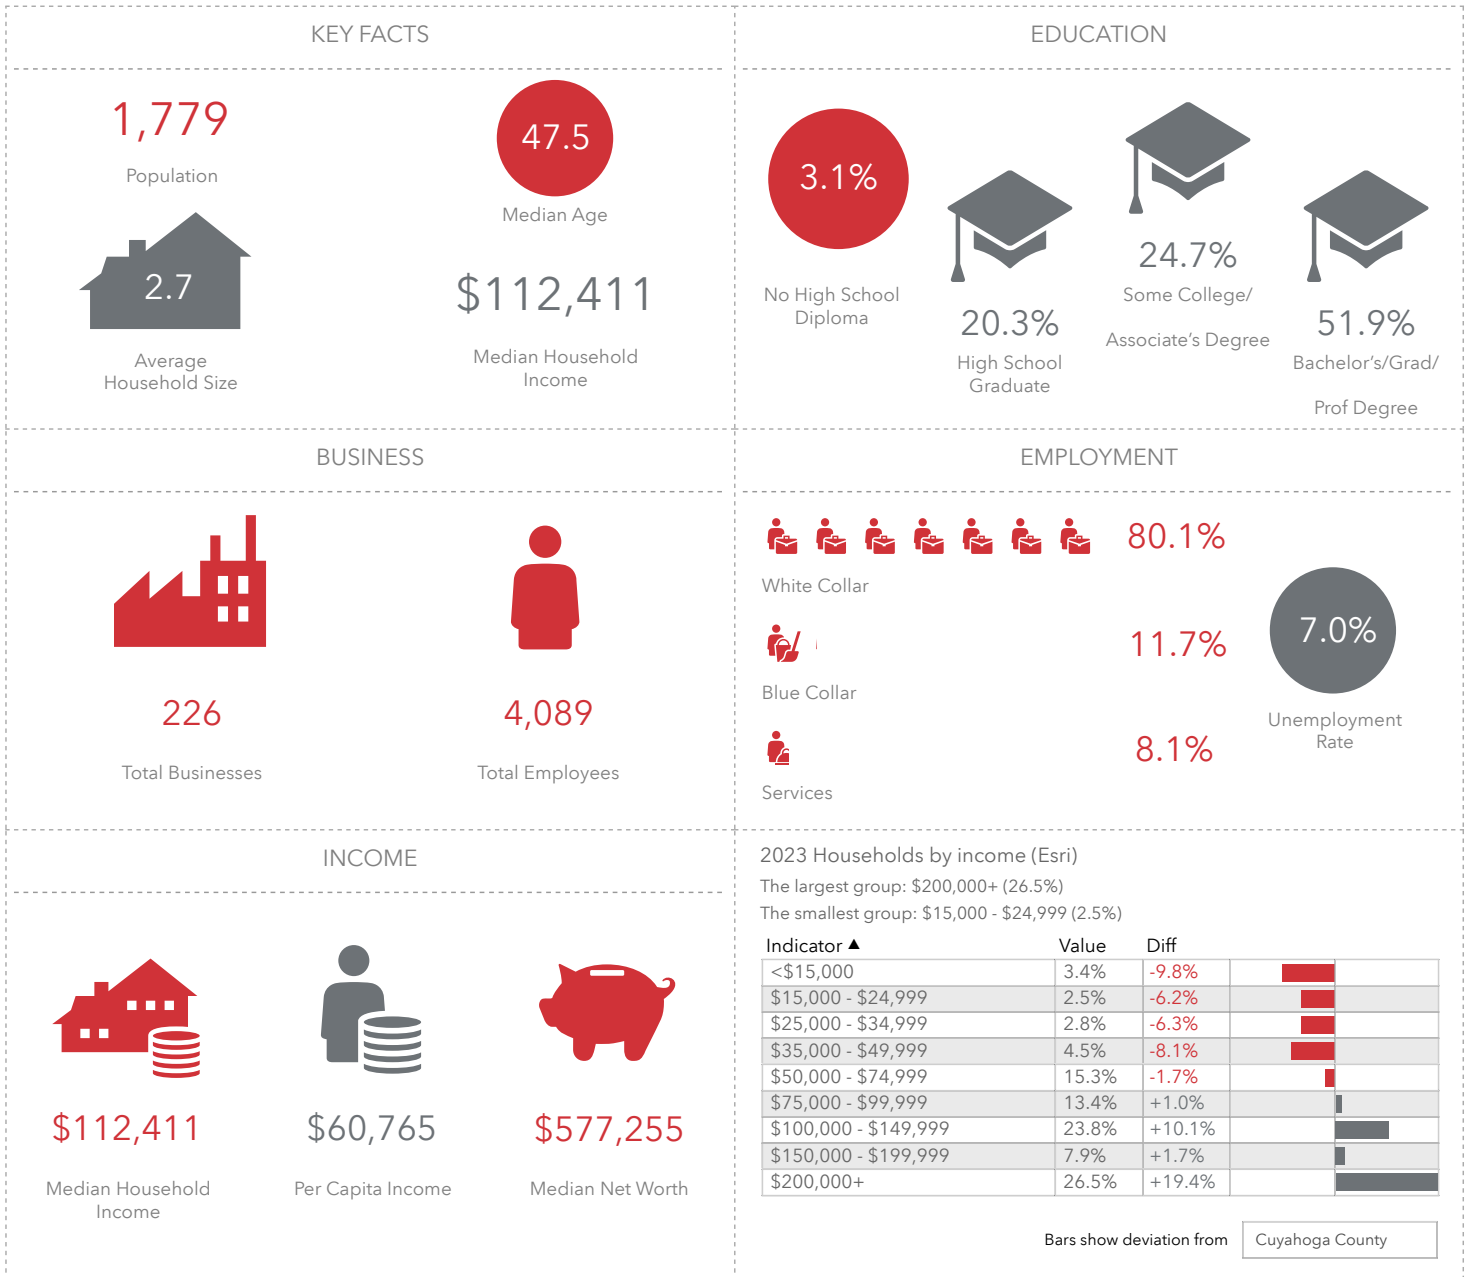 KEY FACTS
1,779
Population
47.5
Median Age
2.7
Average
Household Size
$112,411
Median Household
Income
EDUCATION
3.1%
No High School
Diploma
20.3%
High School
Graduate
24.7%
Some College/
Associate's Degree
51.9%
Bachelor's/Grad/
Prof Degree
BUSINESS
226
Total Businesses
4,089
Total Employees
EMPLOYMENT
80.1%
White Collar
11.7%
Blue Collar
8.1%
Services
7.0%
Unemployment
Rate
INCOME
$112,411
Median Household
Income
$60,765
Per Capita Income
$577,255
Median Net Worth
2023 Households by income (Esri)
The largest group: $200,000+ (26.5%)
The smallest group: $15,000 - $24,999 (2.5%)
Indicator ▲ Value Diff
<$15,000 3.4% -9.8%
$15,000 - $24,999 2.5% -6.2%
$25,000 - $34,999 2.8% -6.3%
$35,000 - $49,999 4.5% -8.1%
$50,000 - $74,999 15.3% -1.7%
$75,000 - $99,999 13.4% +1.0%
$100,000 - $149,999 23.8% +10.1%
$150,000 - $199,999 7.9% +1.7%
$200,000+ 26.5% +19.4%
Bars show deviation from Cuyahoga County